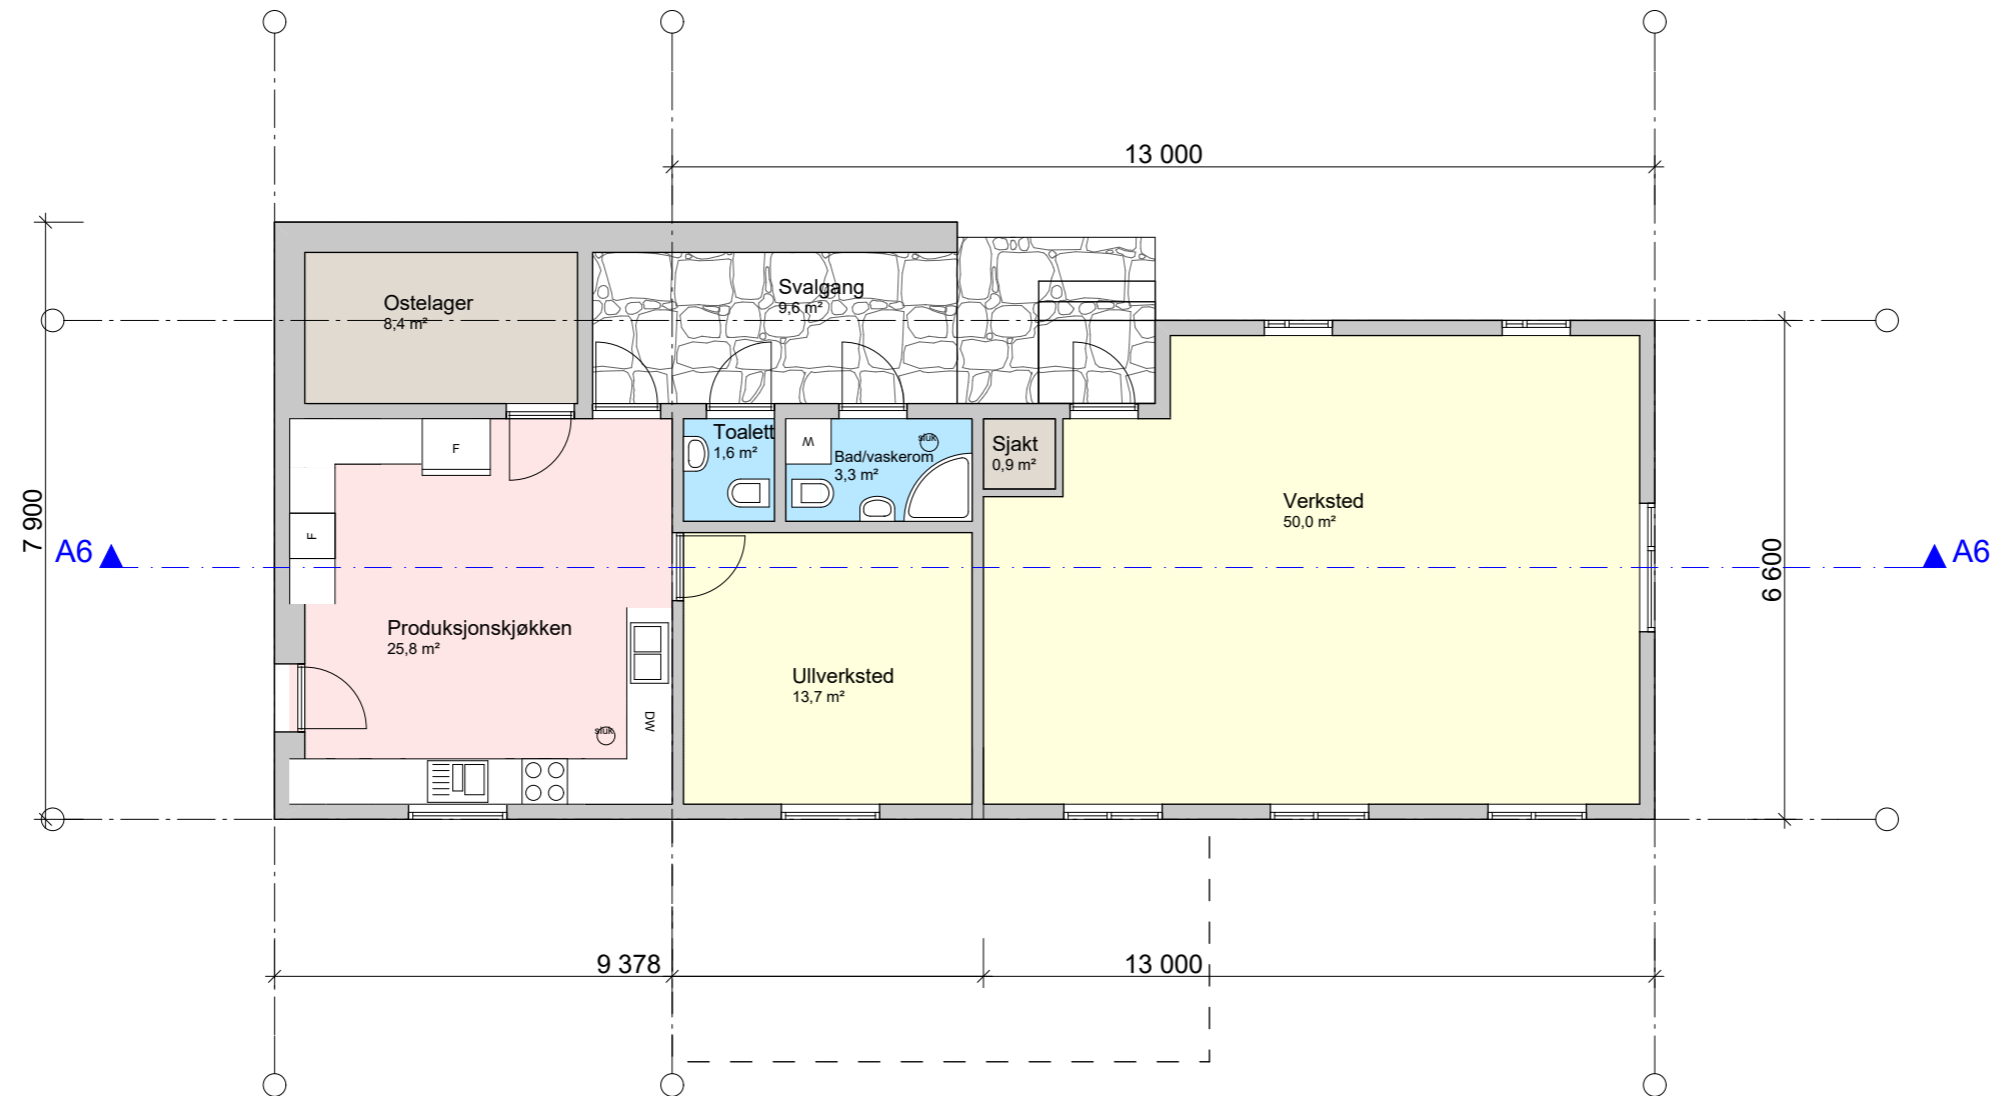 13 000
Ostelager
8,4 m²
Svalgang
9,6 m²
F
Toalett
1,6 m²
W
sluk
Bad/vaskerom
3,3 m²
Sjakt
0,9 m²
Verksted
50,0 m²
7 900
F
A6
A6
6 600
Produksjonskjøkken
25,8 m²
Ullverksted
13,7 m²
DW
sluk
9 378
13 000